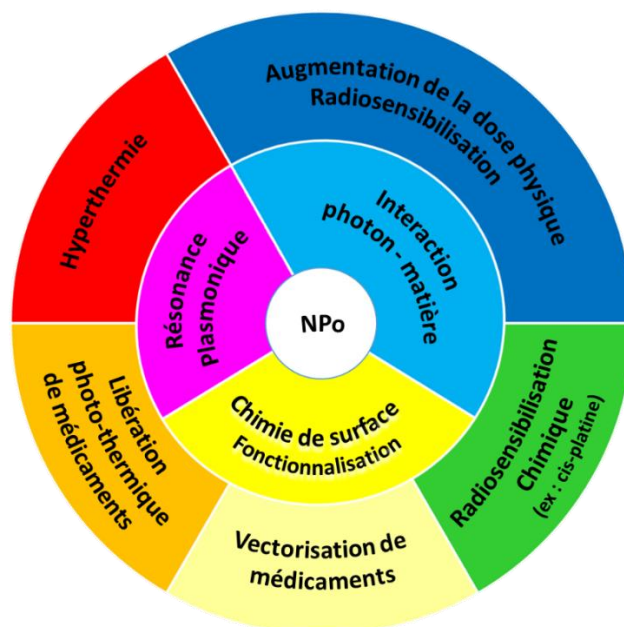 Augmentation de la dose physique
Radiosensibilisation
Hyperthermie
Interaction
photon - matière
Résonance
Plasmonique
NPo
Chimie de surface
Fonctionnalisation
Libération
photo-thermique
de médicaments
Radiosensibilisation
Chimique
(ex : cis-platine)
Vectorisation de
médicaments